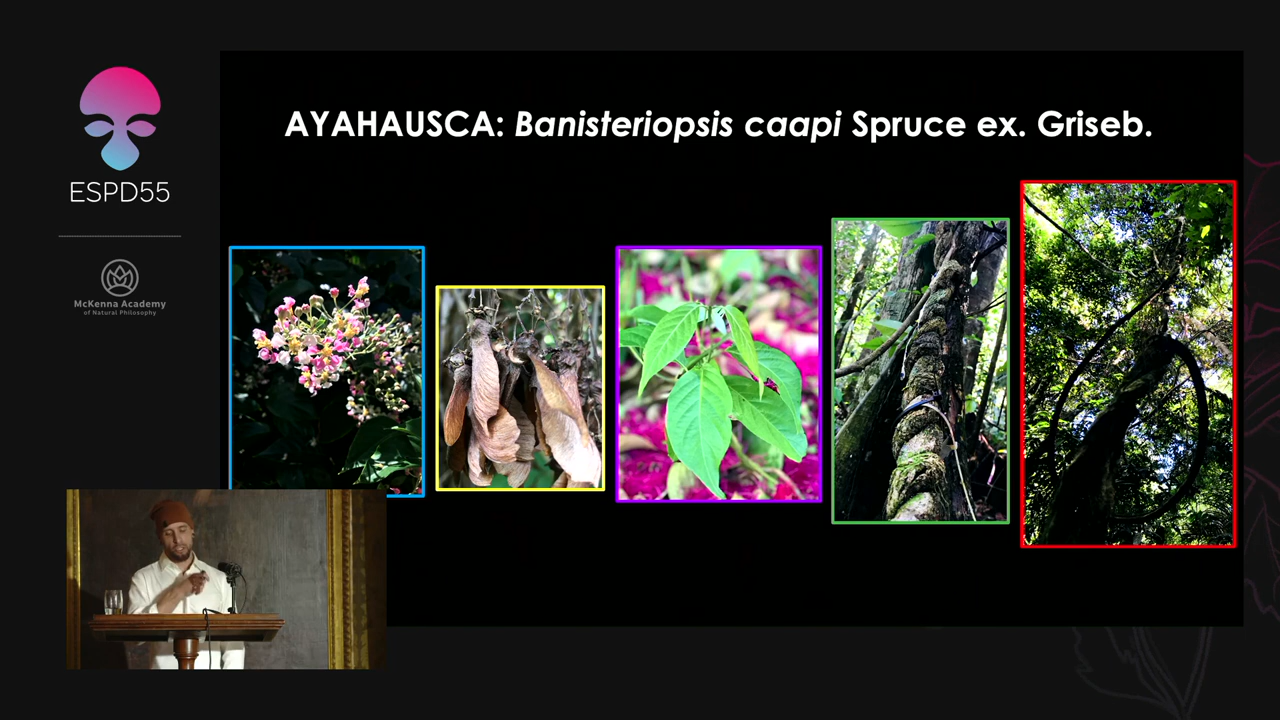 AYAHAUSCA: Banisteriopsis caapi Spruce ex. Griseb.
ESPD55
McKenna Academy
of Natural Philosophy